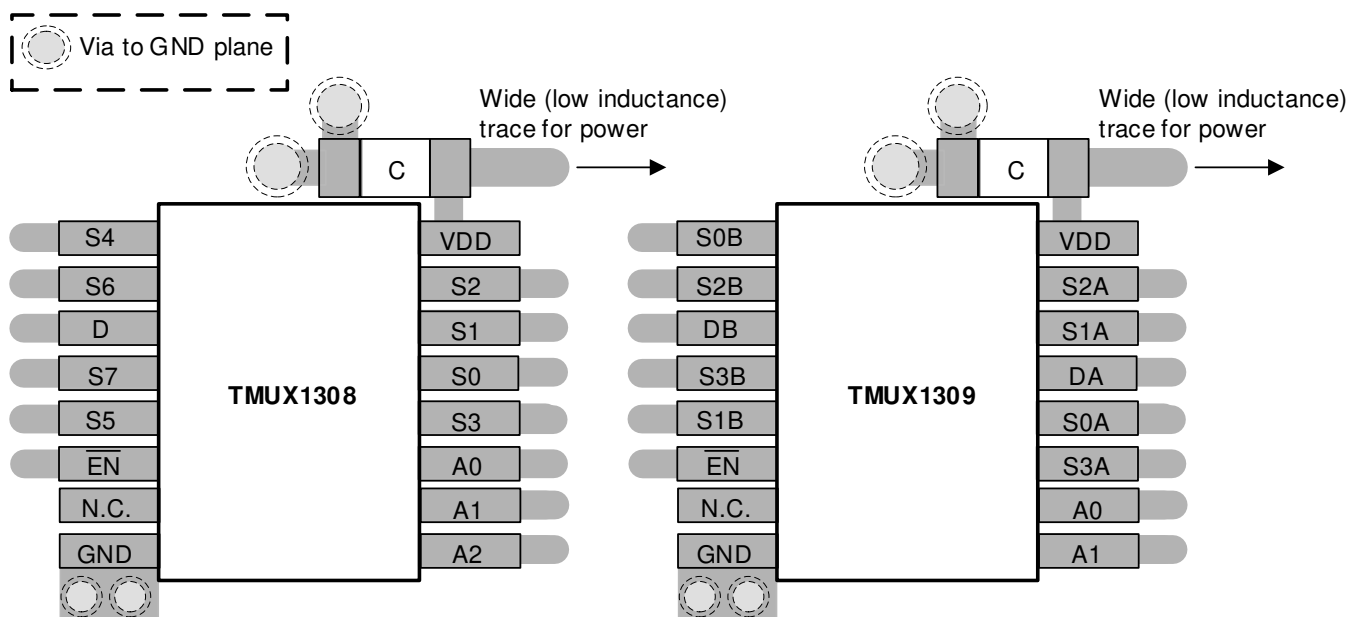 Via to GND plane
Wide (low inductance)
trace for power
C
S4
S6
D
S7
S5
EN
N.C.
GND
TMUX1308
VDD
S2
S1
S0
S3
A0
A1
A2
Wide (low inductance)
trace for power
C
S0B
S2B
DB
S3B
S1B
EN
N.C.
GND
TMUX1309
VDD
S2A
S1A
DA
S0A
S3A
A0
A1